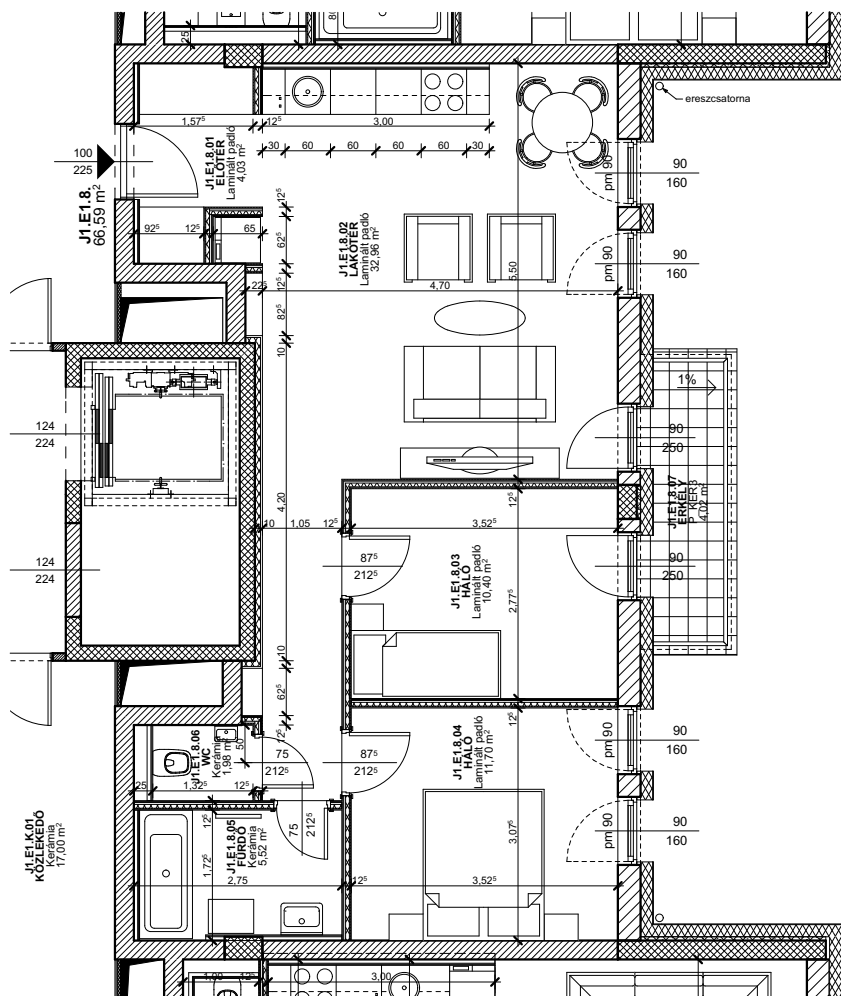 25
80
ereszcsatorna
1,57⁵
12⁵
3,00
30
60
60
60
60
30
100
225
J1.E1.8.
66,59 m²
J1.E1.8.01
ELŐTÉR
Laminált padló
4,03 m²
pm 90
90
160
92⁵
12⁵
65
12⁵
62⁵
12⁵
82⁵
10
22⁵
J1.E1.8.02
LAKÓTÉR
Laminált padló
32,96 m²
4,70
5,50
pm 90
90
160
1%
124
224
90
250
J1.E1.8.07
ERKÉLY
P_KER3
4,02 m²
4,20
10
1,05
12⁵
12⁵
3,52⁵
124
224
87⁵
212⁵
J1.E1.8.03
HÁLÓ
Laminált padló
10,40 m²
2,77⁵
90
250
10
62⁵
12⁵
12⁵
J1.E1.8.06
WC
Kerámia
1,98 m²
50
75
212⁵
87⁵
212⁵
J1.E1.8.04
HÁLÓ
Laminált padló
11,70 m²
pm 90
90
160
25
1,32⁵
12⁵
12⁵
75
212⁵
pm 90
90
160
J1.E1.K.01
KÖZLEKEDŐ
Kerámia
17,00 m²
J1.E1.8.05
FÜRDŐ
Kerámia
5,52 m²
1,72⁵
3,07⁵
2,75
12⁵
3,52⁵
1,00
12⁵
3,00